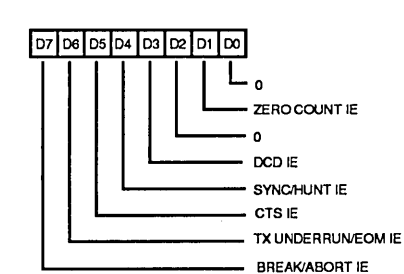 D7 D6 D5 D4 D3 D2 D1 D0
0
ZERO COUNT IE
0
DCD IE
SYNC/HUNT IE
CTS IE
TX UNDERRUN/EOM IE
BREAK/ABORT IE